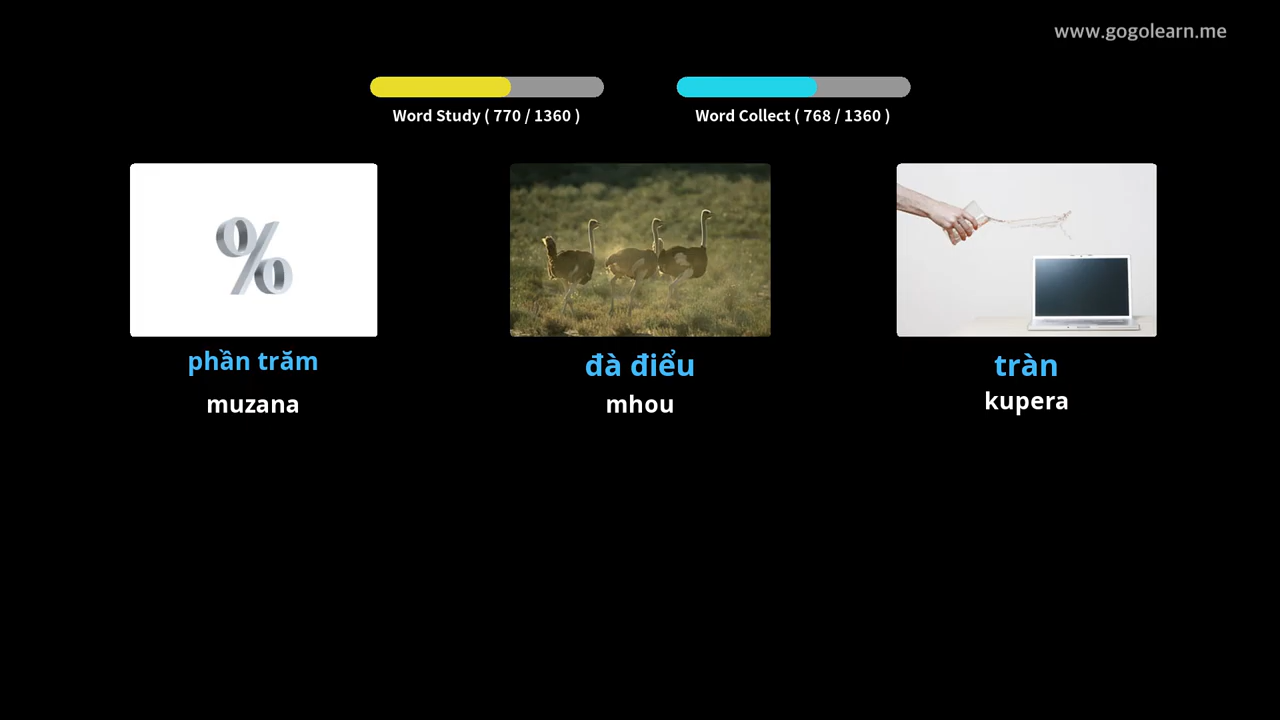 www.gogolearn.me
Word Study ( 770 / 1360 )
Word Collect ( 768 / 1360 )
%
phần trăm
đà điểu
tràn
muzana
mhou
kupera